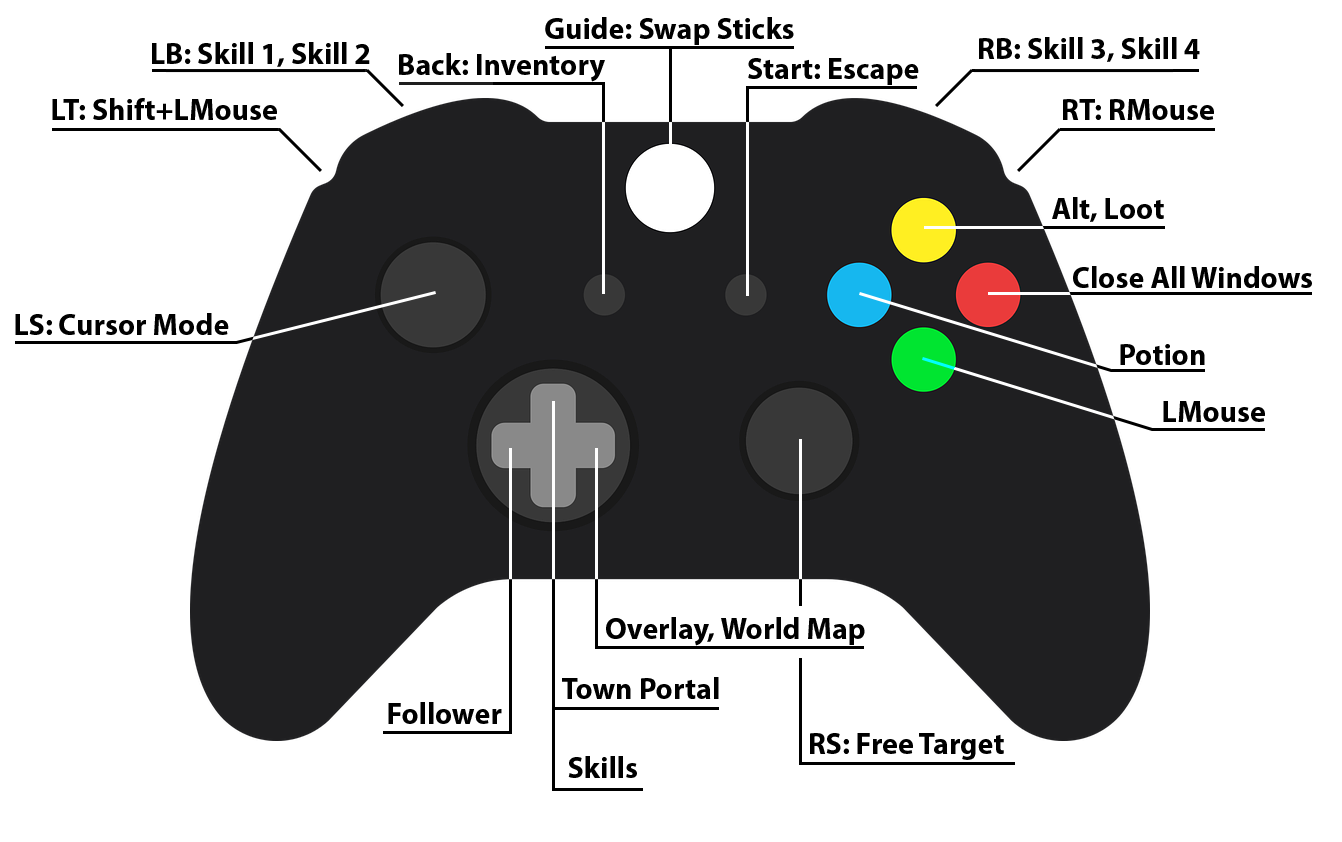 Guide: Swap Sticks
LB: Skill 1, Skill 2
RB: Skill 3, Skill 4
Back: Inventory
Start: Escape
LT: Shift+LMouse
RT: RMouse
Alt, Loot
Close All Windows
LS: Cursor Mode
Potion
LMouse
Overlay, World Map
Town Portal
Follower
RS: Free Target
Skills